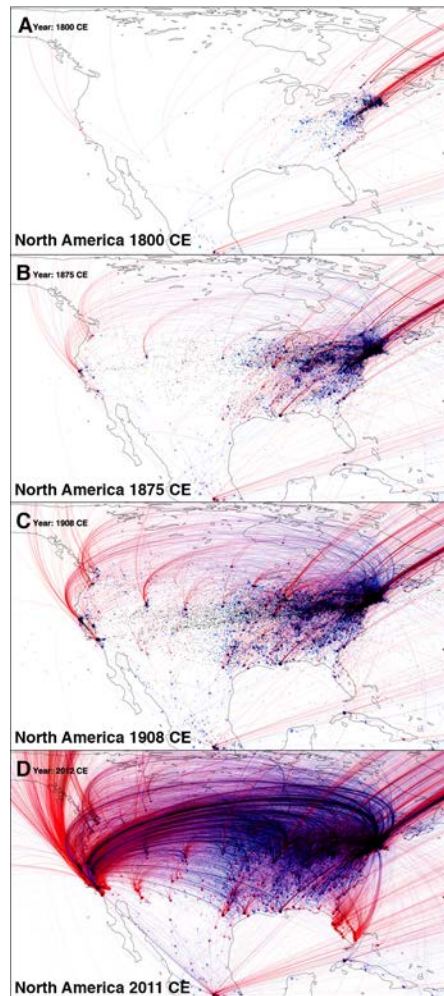 A Year: 1800 CE
North America 1800 CE
B Year: 1875 CE
North America 1875 CE
C Year: 1908 CE
North America 1908 CE
D Year: 2012 CE
North America 2011 CE